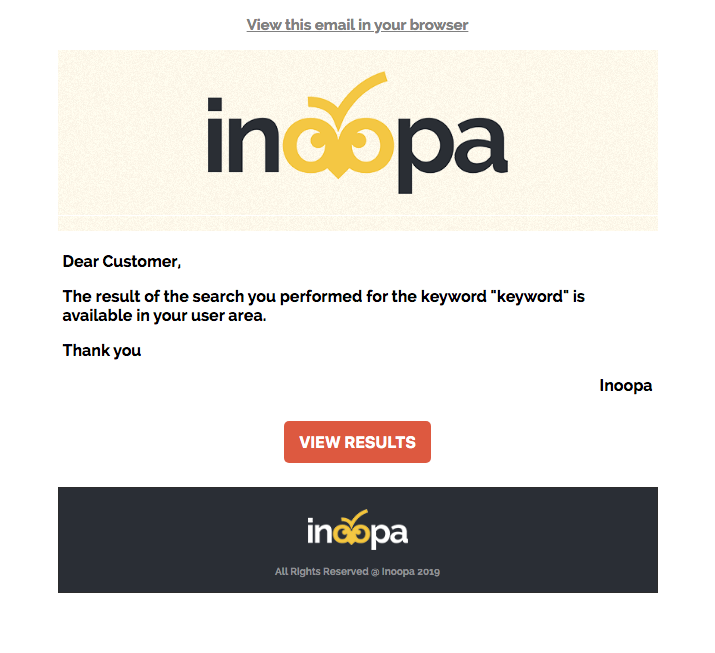 View this email in your browser
inoopa
Dear Customer,
The result of the search you performed for the keyword "keyword" is
available in your user area.
Thank you
Inoopa
VIEW RESULTS
inoopa
All Rights Reserved @ Inoopa 2019